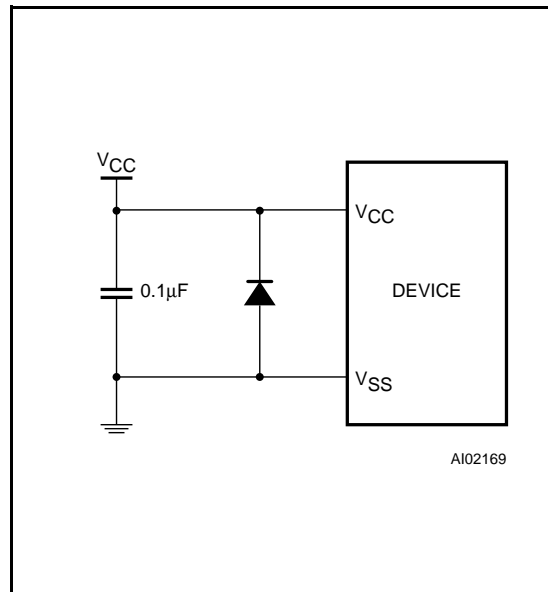 VCC
VCC
0.1μF
DEVICE
VSS
AI02169